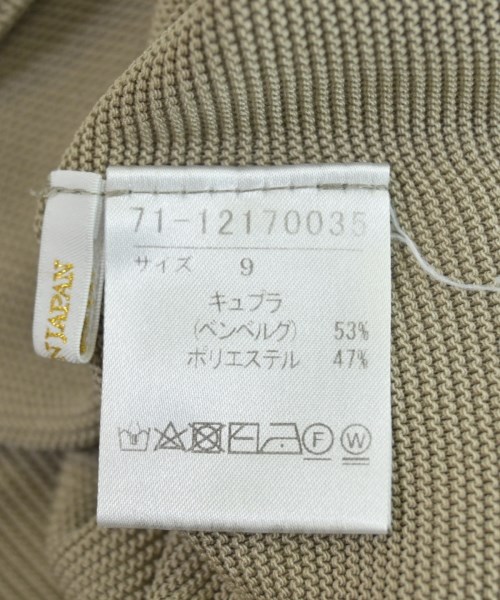 71-12170035
サイズ 9
キュプラ
(ベンベルグ) 53%
ポリエステル 47%
F W
JAPAN